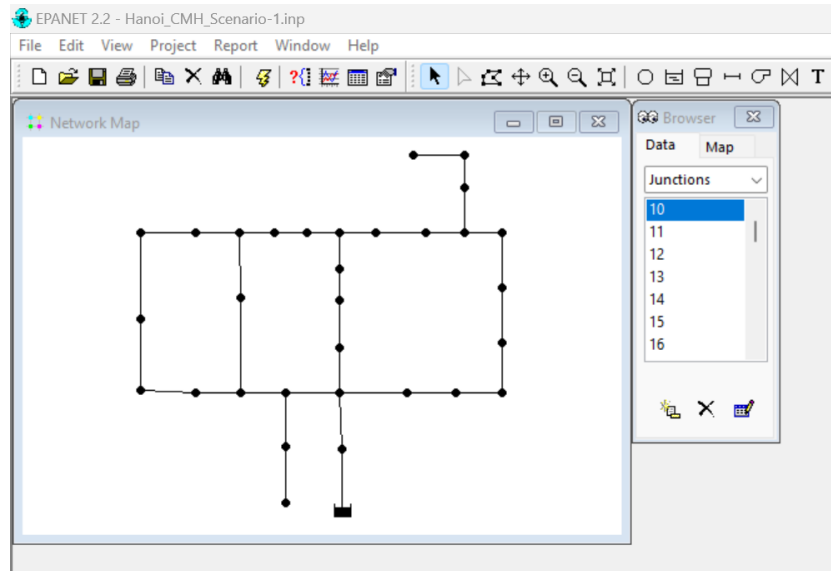 EPANET 2.2 - Hanoi_CMH_Scenario-1.inp
File Edit View Project Report Window Help
T
Network Map
Browser
Data Map
Junctions
10
11
12
13
14
15
16